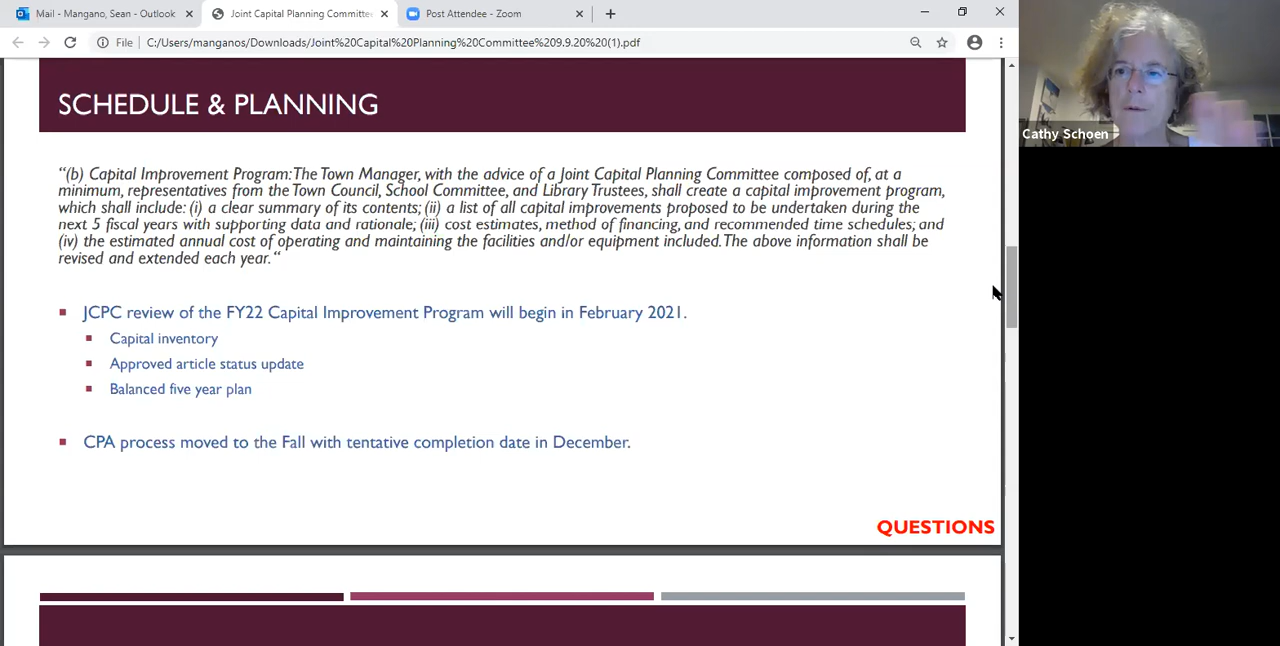 Mail - Mangano, Sean - Outlook
Joint Capital Planning Committee
Post Attendee - Zoom
File
C:/Users/manganos/Downloads/Joint%20Capital%20Planning%20Committee%209.9.20%20(1).pdf
SCHEDULE & PLANNING
“(b) Capital Improvement Program: The Town Manager, with the advice of a Joint Capital Planning Committee composed of, at a
minimum, representatives from the Town Council, School Committee, and Library Trustees, shall create a capital improvement program,
which shall include: (i) a clear summary of its contents; (ii) a list of all capital improvements proposed to be undertaken during the
next 5 fiscal years with supporting data and rationale; (iii) cost estimates, method of financing, and recommended time schedules; and
(iv) the estimated annual cost of operating and maintaining the facilities and/or equipment included. The above information shall be
revised and extended each year.“
JCPC review of the FY22 Capital Improvement Program will begin in February 2021.
Capital inventory
Approved article status update
Balanced five year plan
CPA process moved to the Fall with tentative completion date in December.
QUESTIONS
Cathy Schoen